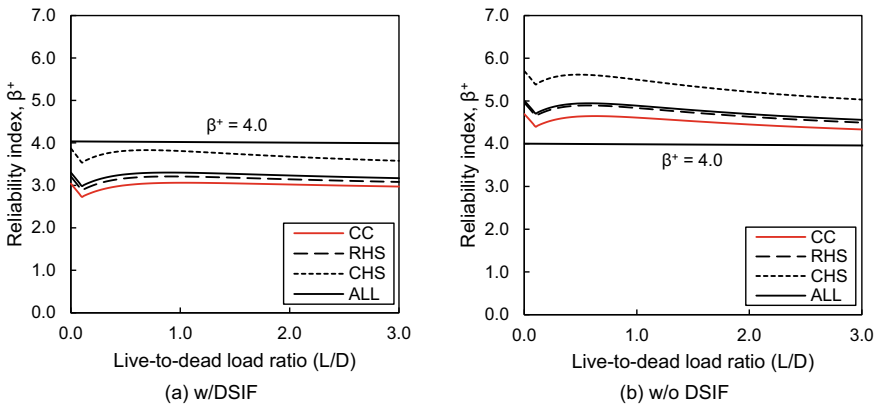 7.0
6.0
5.0
4.0
3.0
2.0
1.0
0.0
Reliability index, β⁺
β⁺ = 4.0
CC
RHS
CHS
ALL
0.0 1.0 2.0 3.0
Live-to-dead load ratio (L/D)
(a) w/DSIF
7.0
6.0
5.0
4.0
3.0
2.0
1.0
0.0
Reliability index, β⁺
β⁺ = 4.0
CC
RHS
CHS
ALL
0.0 1.0 2.0 3.0
Live-to-dead load ratio (L/D)
(b) w/o DSIF